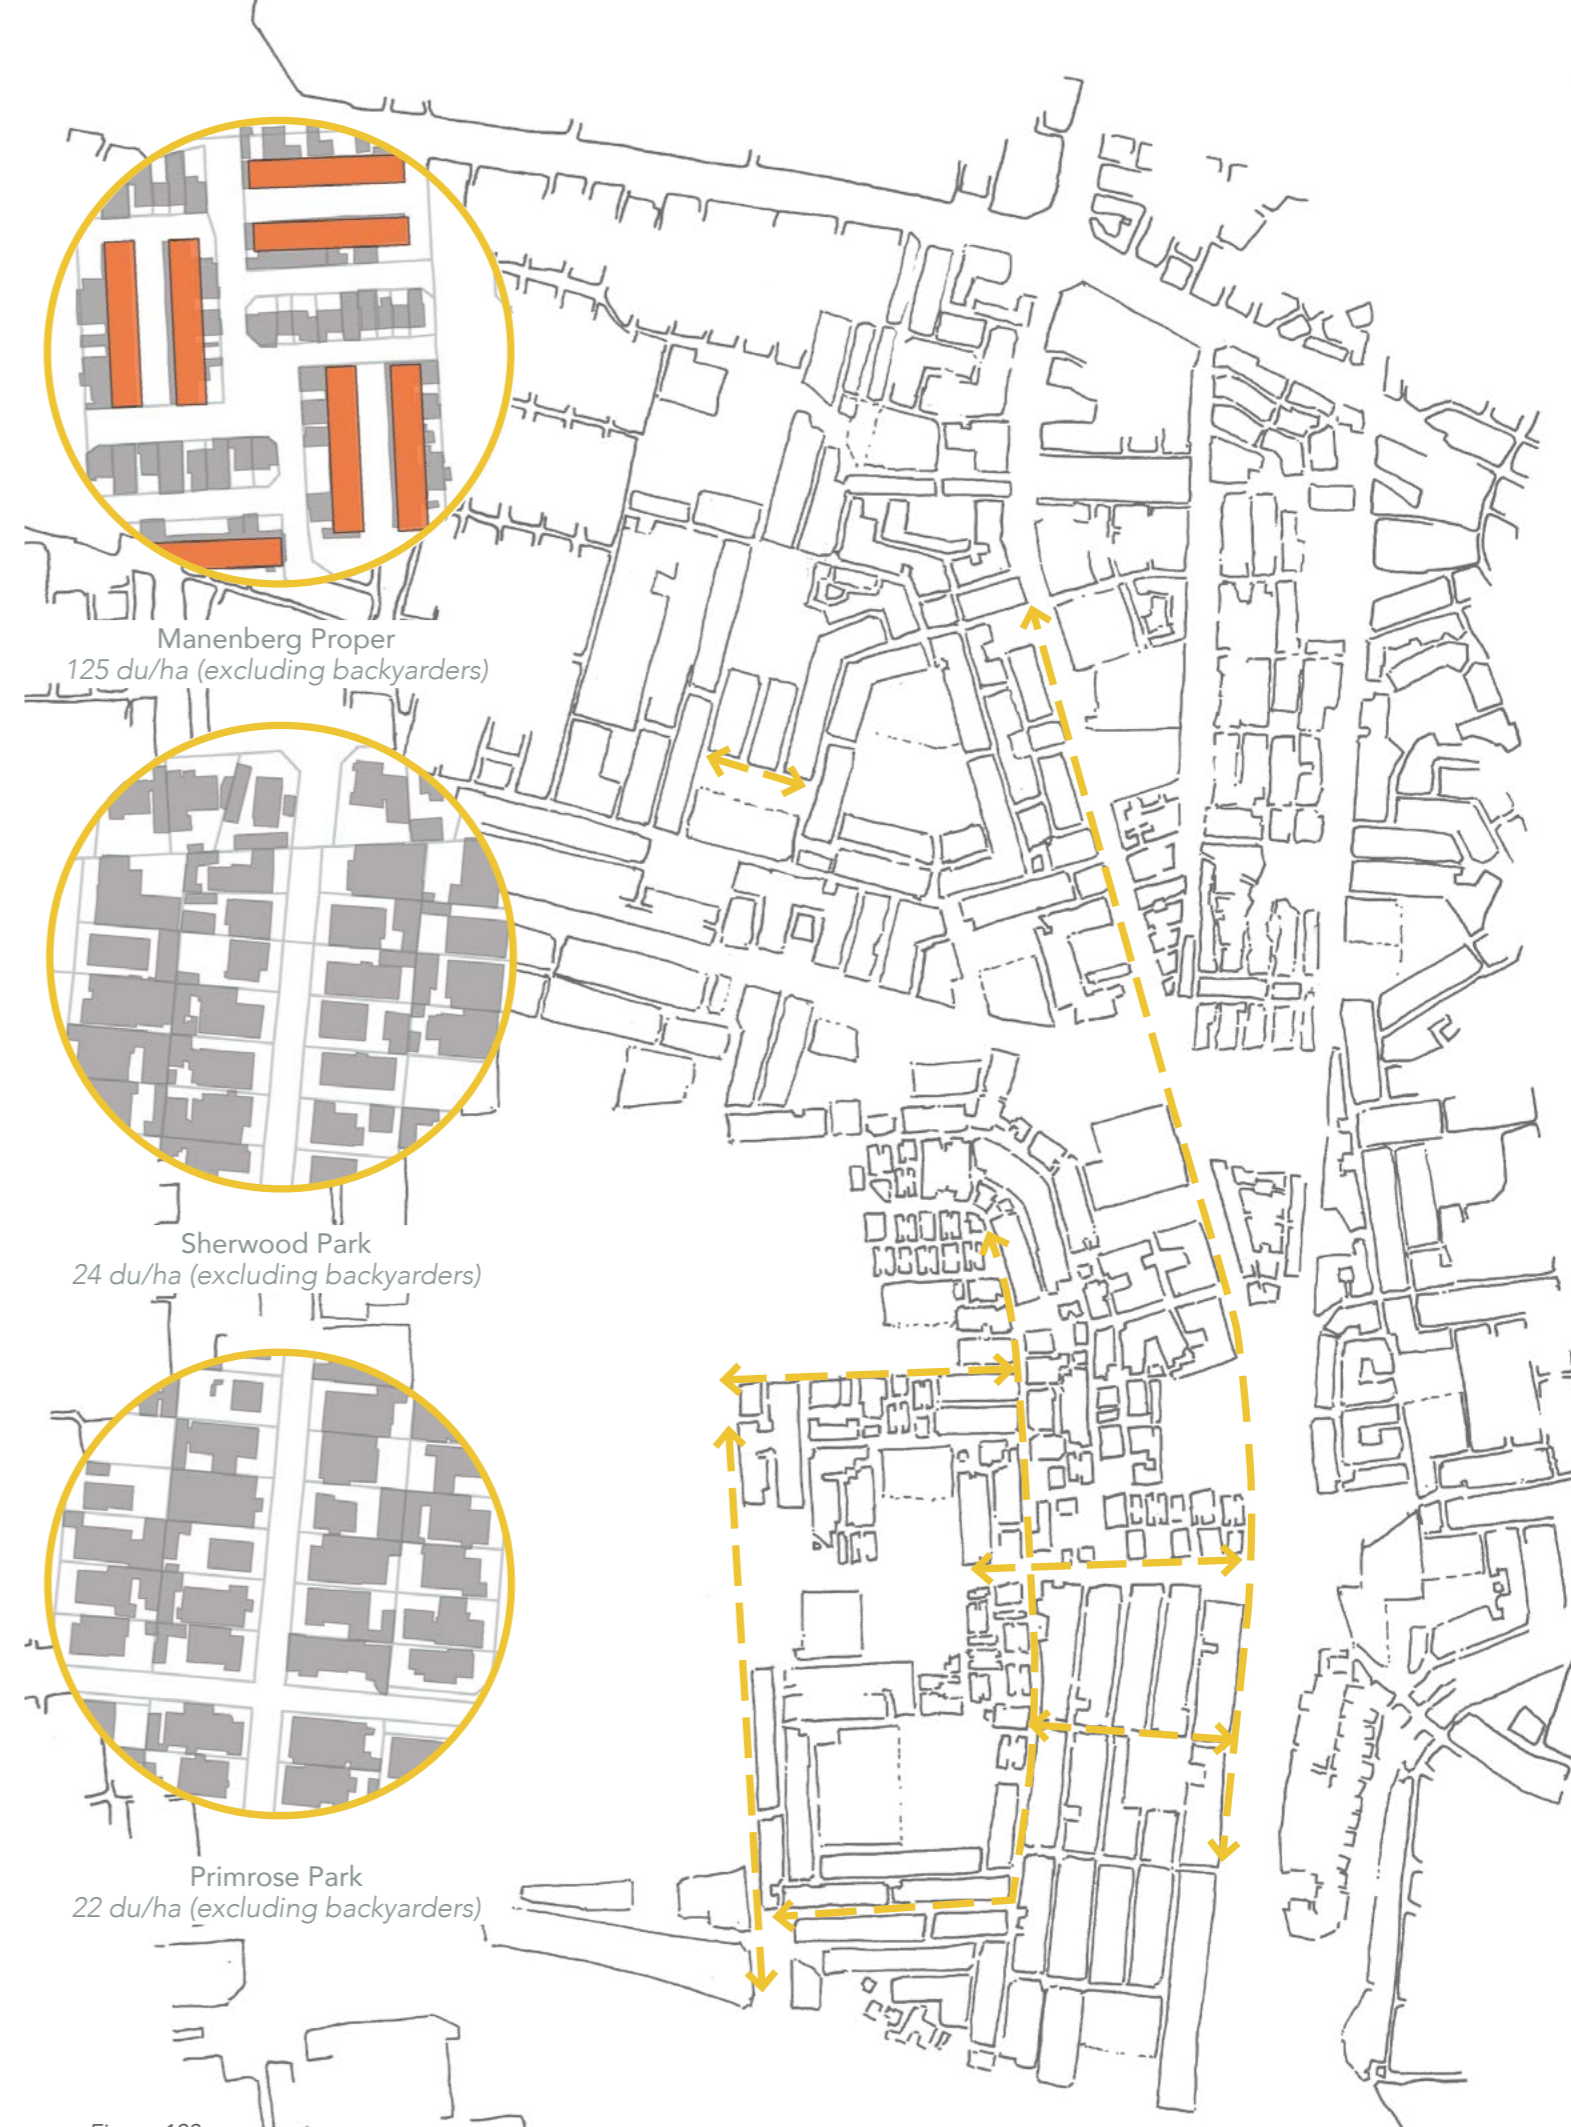 Manenberg Proper
125 du/ha (excluding backyarders)
Sherwood Park
24 du/ha (excluding backyarders)
Primrose Park
22 du/ha (excluding backyarders)